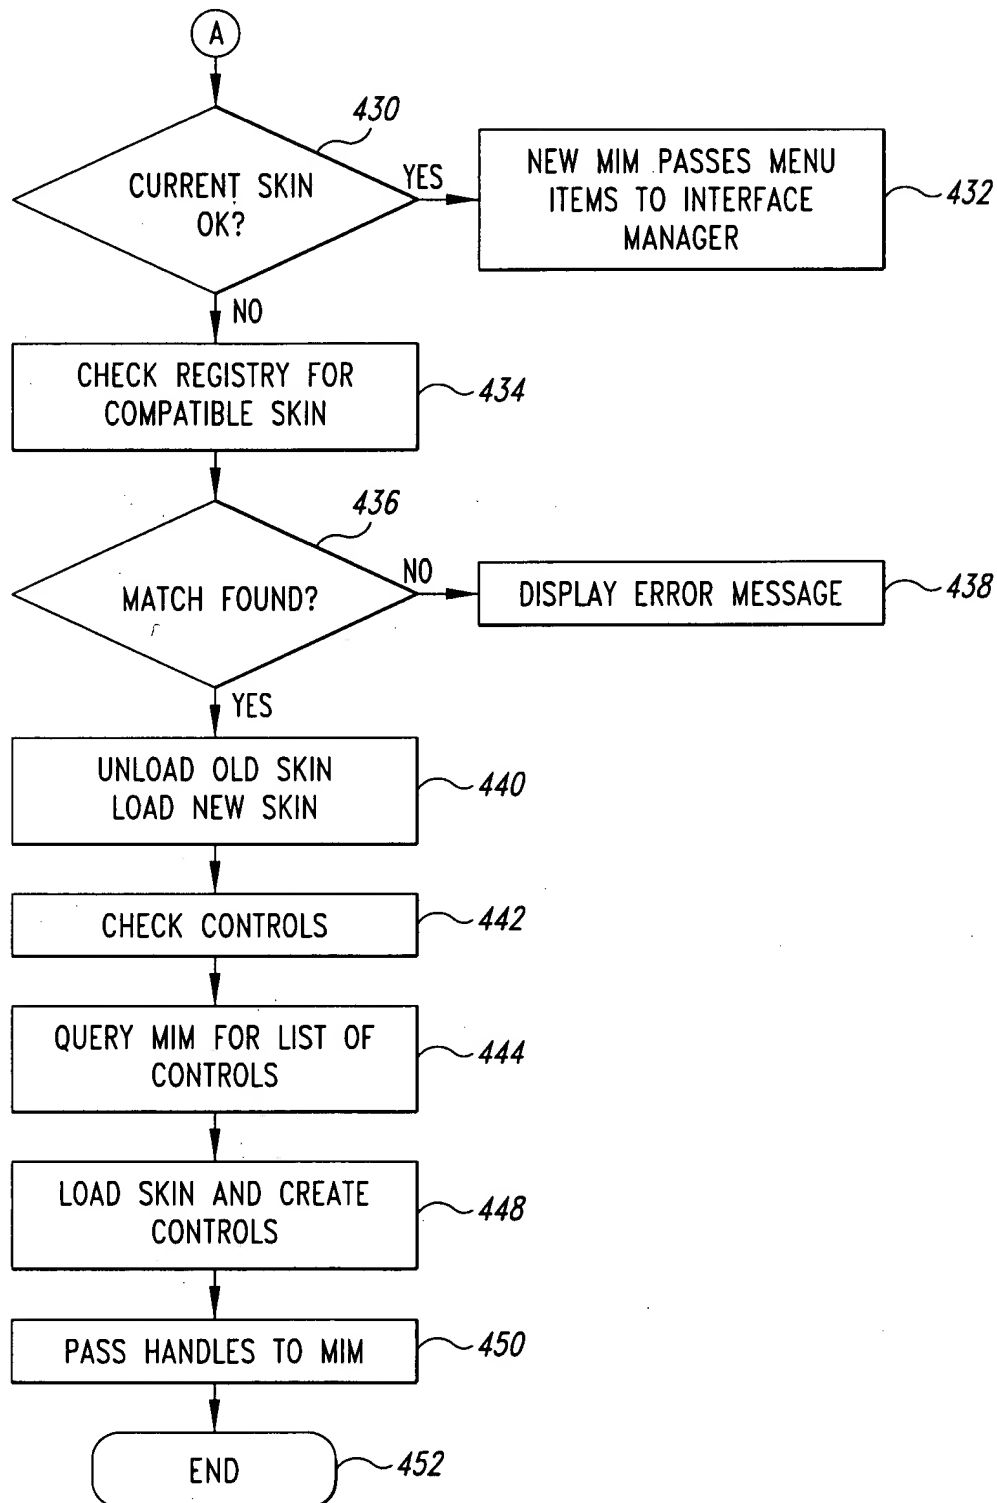 A
430
CURRENT SKIN
OK?
YES
NEW MIM PASSES MENU
ITEMS TO INTERFACE
MANAGER
432
NO
CHECK REGISTRY FOR
COMPATIBLE SKIN
434
436
MATCH FOUND?
NO
DISPLAY ERROR MESSAGE
438
YES
UNLOAD OLD SKIN
LOAD NEW SKIN
440
CHECK CONTROLS
442
QUERY MIM FOR LIST OF
CONTROLS
444
LOAD SKIN AND CREATE
CONTROLS
448
PASS HANDLES TO MIM
450
END
452